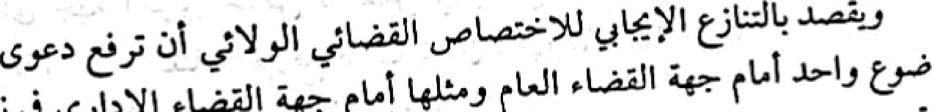 ويقصد بالتنازع الإيجابي للاختصاص القضائي الولائي أن ترفع دعوى
ضوع واحد أمام جهة القضاء العام ومثلها أمام جهة القضاء الإداري